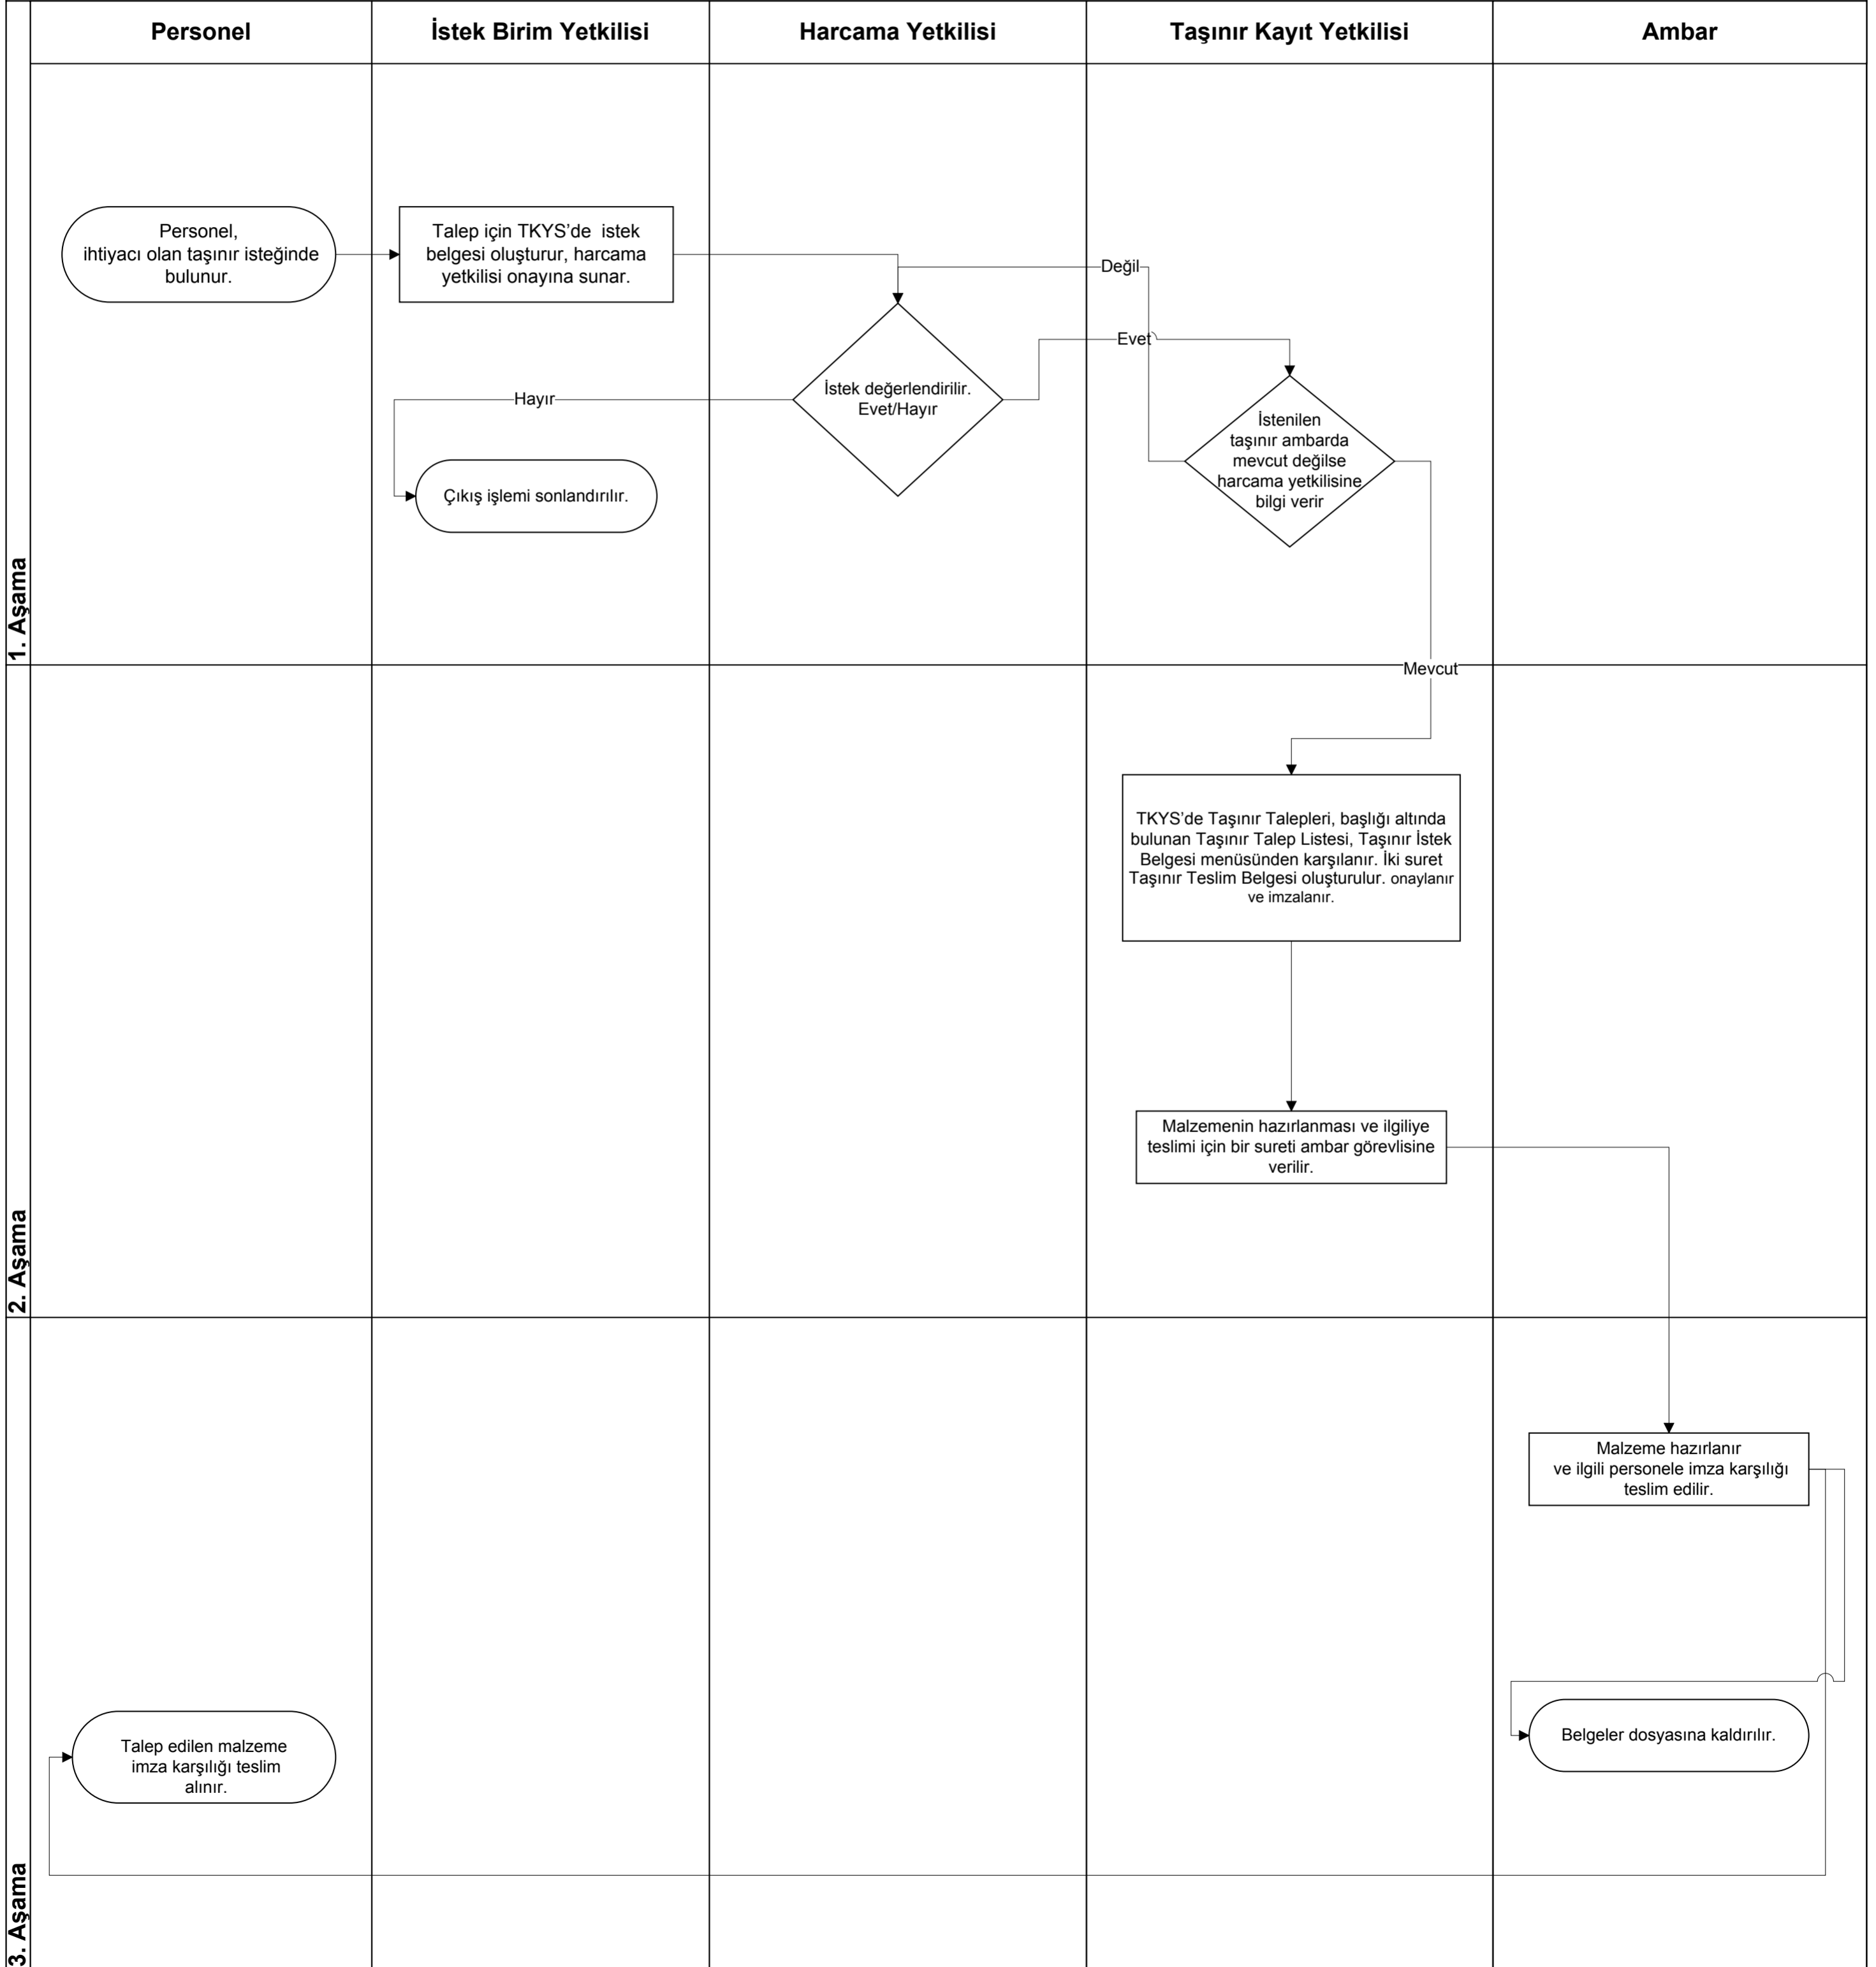 Personel
İstek Birim Yetkilisi
Harcama Yetkilisi
Taşınır Kayıt Yetkilisi
Ambar
1. Aşama
Personel,
ihtiyacı olan taşınır isteğinde
bulunur.
Talep için TKYS’de istek
belgesi oluşturur, harcama
yetkilisi onayına sunar.
Değil
Evet
Hayır
İstek değerlendirilir.
Evet/Hayır
İstenilen
taşınır ambarda
mevcut değilse
harcama yetkilisine
bilgi verir
Çıkış işlemi sonlandırılır.
Mevcut
2. Aşama
TKYS’de Taşınır Talepleri, başlığı altında
bulunan Taşınır Talep Listesi, Taşınır İstek
Belgesi menüsünden karşılanır. İki suret
Taşınır Teslim Belgesi oluşturulur. onaylanır
ve imzalanır.
Malzemenin hazırlanması ve ilgiliye
teslimi için bir sureti ambar görevlisine
verilir.
3. Aşama
Malzeme hazırlanır
ve ilgili personele imza karşılığı
teslim edilir.
Talep edilen malzeme
imza karşılığı teslim
alınır.
Belgeler dosyasına kaldırılır.